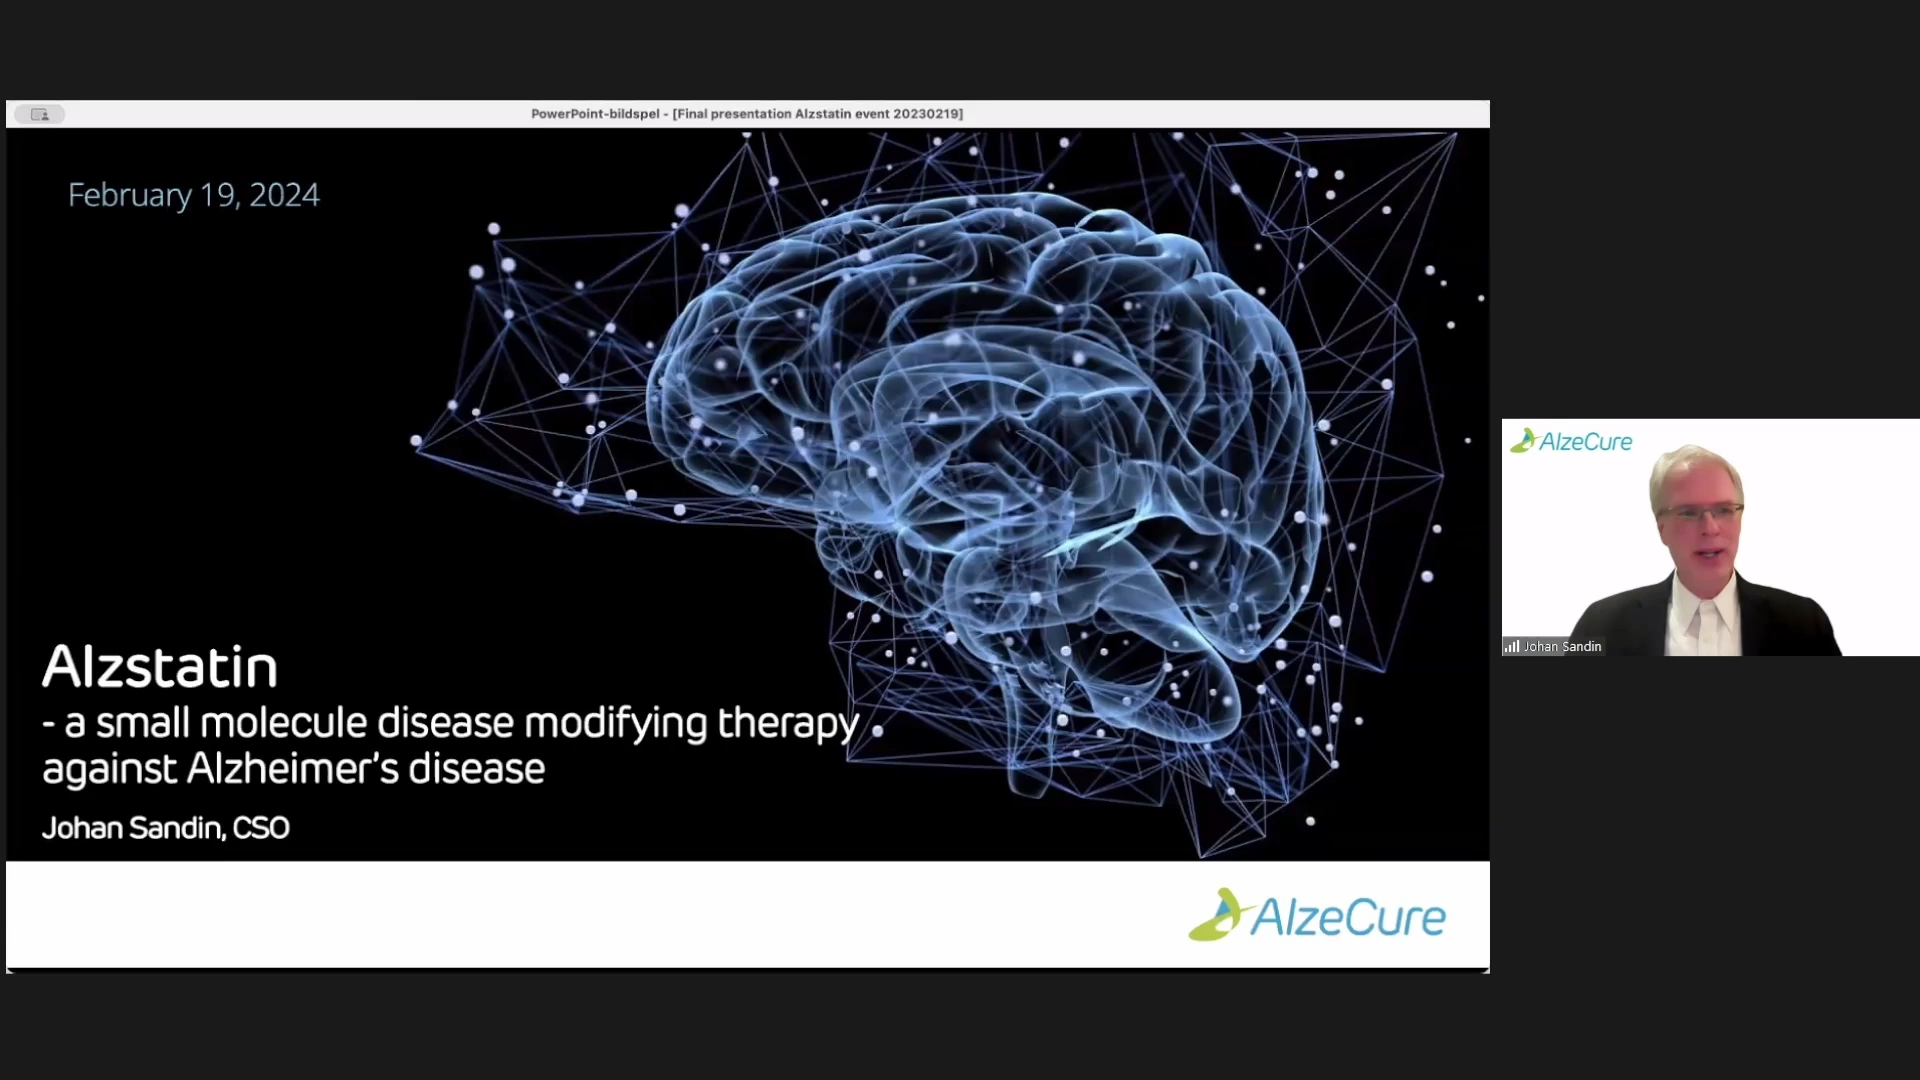 PowerPoint-bildspel - [Final presentation Alzstatin event 20230219]
February 19, 2024
Alzstatin
- a small molecule disease modifying therapy
against Alzheimer's disease
Johan Sandin, CSO
AlzeCure
AlzeCure
Johan Sandin